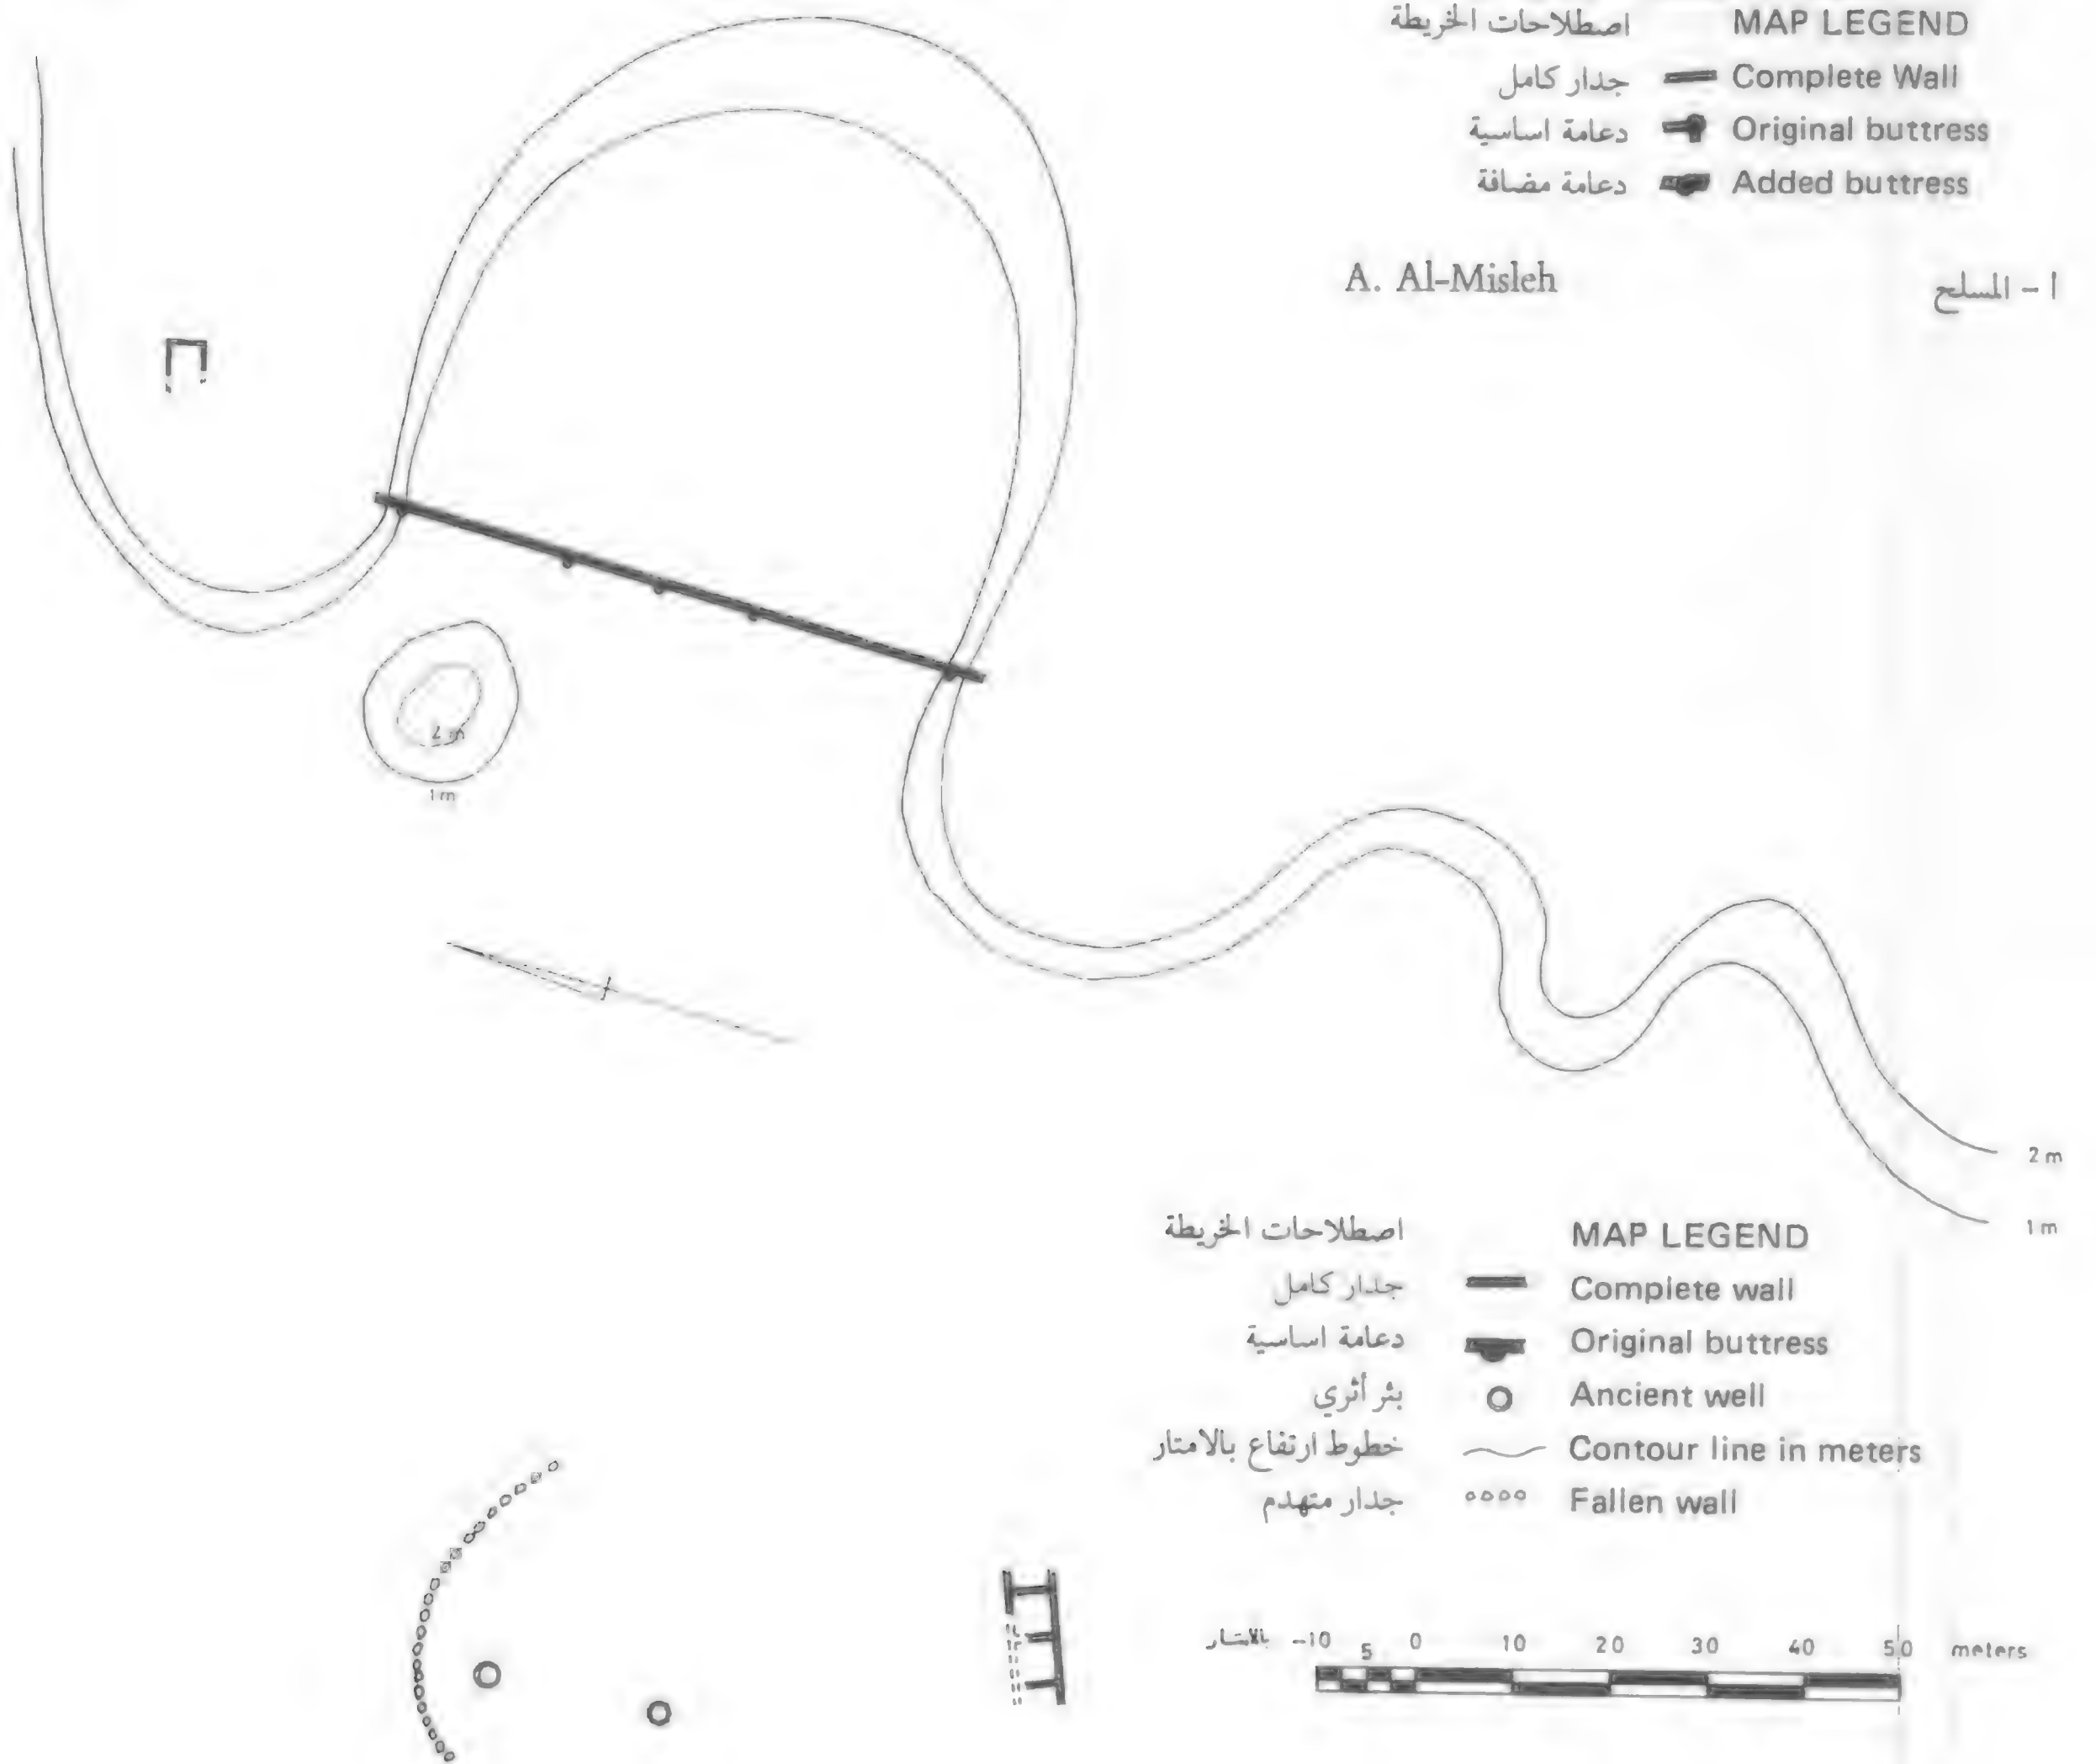 اصطلاحات الخريطة MAP LEGEND
جدار كامل Complete Wall
دعامة اساسية Original buttress
دعامة مضافة Added buttress
A. Al-Misleh ا - المسلح
2 m
1 m
2 m
1 m
اصطلاحات الخريطة MAP LEGEND
جدار كامل Complete wall
دعامة اساسية Original buttress
بئر أثري Ancient well
خطوط ارتفاع بالامتار Contour line in meters
جدار متهدم Fallen wall
بالامتار -10 5 0 10 20 30 40 50 meters